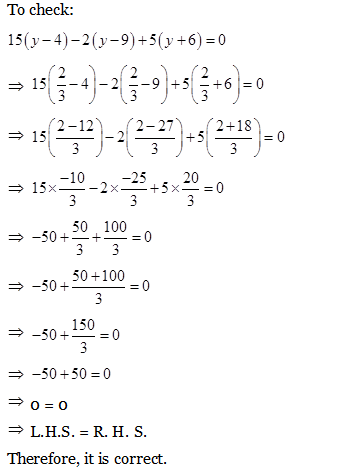 To check:
15(y−4)−2(y−9)+5(y+6)=0
⇒ 15(2/3−4)−2(2/3−9)+5(2/3+6)=0
⇒ 15((2−12)/3)−2((2−27)/3)+5((2+18)/3)=0
⇒ 15×−10/3−2×−25/3+5×20/3=0
⇒ −50+50/3+100/3=0
⇒ −50+(50+100)/3=0
⇒ −50+150/3=0
⇒ −50+50=0
⇒ 0=0
⇒ L.H.S. = R. H. S.
Therefore, it is correct.